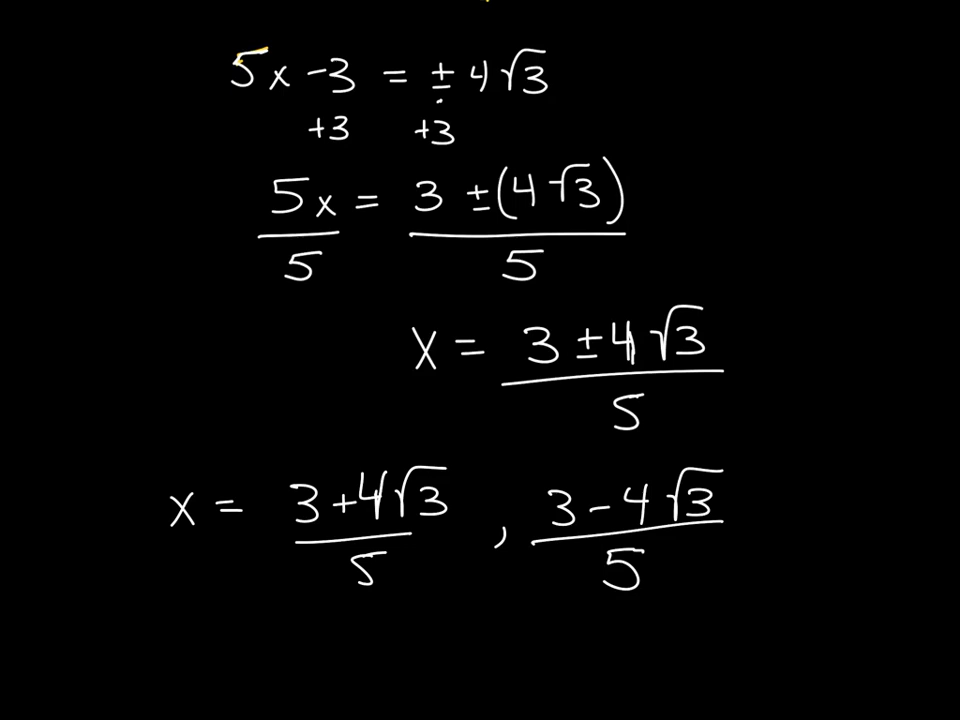 5x -3 = ± 4√3
+3 +3
5x = 3 ±(4√3)
5 5
x = 3 ±4√3
5
x = 3+4√3 , 3-4√3
5 5